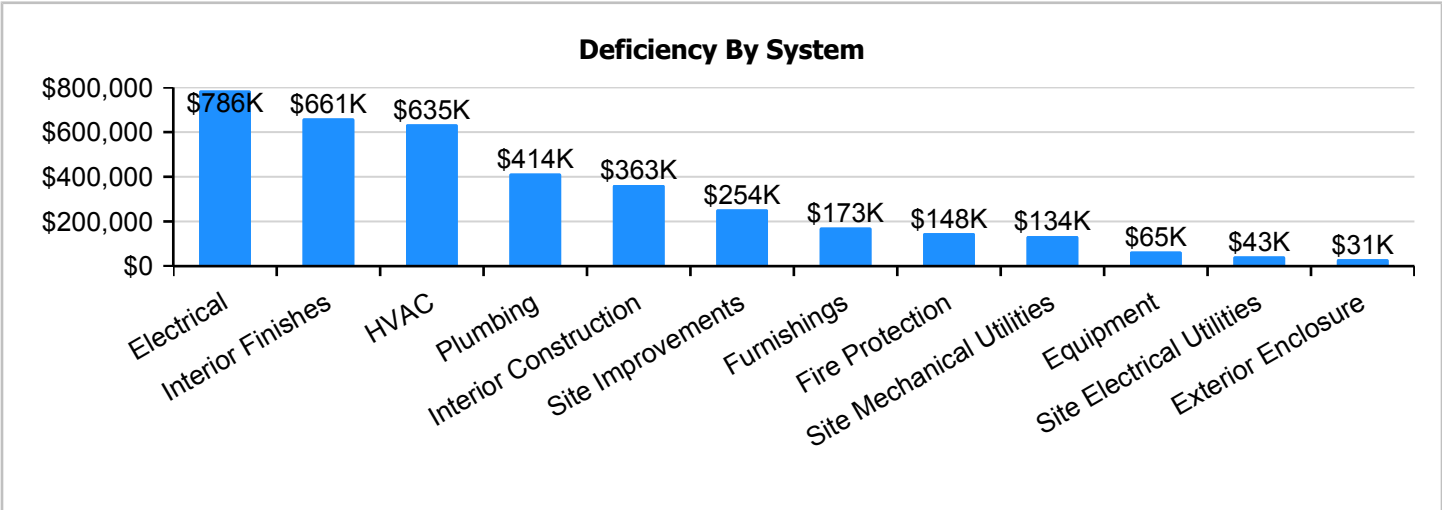 Deficiency By System
$800,000
$600,000
$400,000
$200,000
$0
$786K
$661K
$635K
$414K
$363K
$254K
$173K
$148K
$134K
$65K
$43K
$31K
Electrical
Interior Finishes
HVAC
Plumbing
Interior Construction
Site Improvements
Furnishings
Fire Protection
Site Mechanical Utilities
Equipment
Site Electrical Utilities
Exterior Enclosure